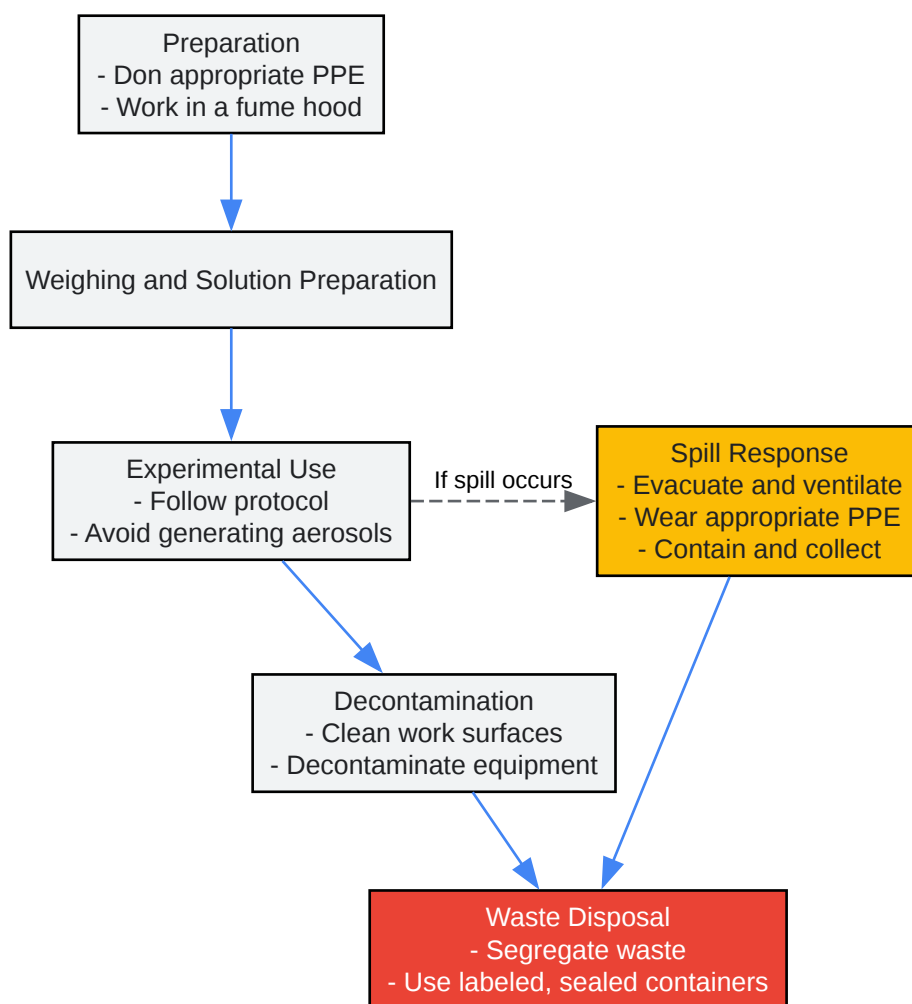 Preparation
- Don appropriate PPE
- Work in a fume hood
Weighing and Solution Preparation
Experimental Use
- Follow protocol
- Avoid generating aerosols
If spill occurs
Spill Response
- Evacuate and ventilate
- Wear appropriate PPE
- Contain and collect
Decontamination
- Clean work surfaces
- Decontaminate equipment
Waste Disposal
- Segregate waste
- Use labeled, sealed containers